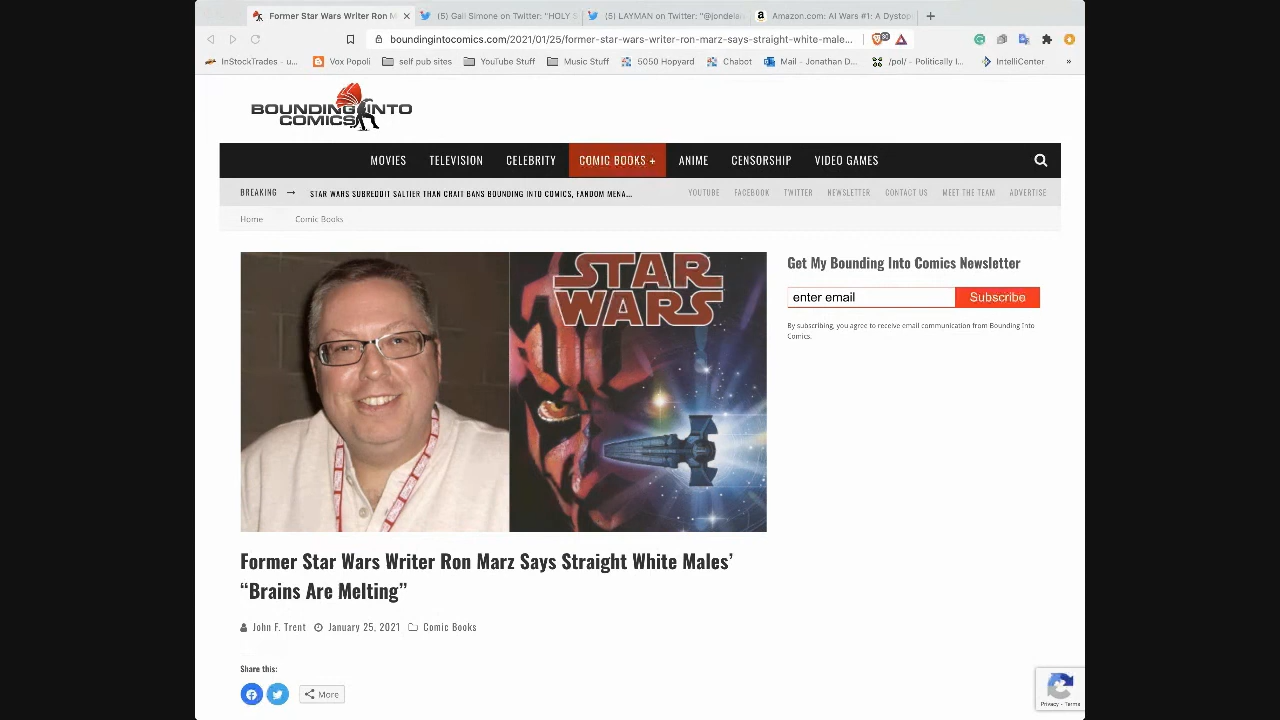 Former Star Wars Writer Ron M
(5) Gail Simone on Twitter: "HOLY S
(5) LAYMAN on Twitter: "@jondela
Amazon.com: AI Wars #1: A Dystop
boundingintocomics.com/2021/01/25/former-star-wars-writer-ron-marz-says-straight-white-male...
InStockTrades - u... Vox Popoli self pub sites YouTube Stuff Music Stuff 5050 Hopyard Chabot Mail - Jonathan D... /pol/ - Politically I... IntelliCenter »
BOUNDING INTO
COMICS
MOVIES TELEVISION CELEBRITY COMIC BOOKS + ANIME CENSORSHIP VIDEO GAMES
BREAKING → STAR WARS SUBREDDIT SALTIER THAN CRAIT BANS BOUNDING INTO COMICS, FANDOM MENA... YOUTUBE FACEBOOK TWITTER NEWSLETTER CONTACT US MEET THE TEAM ADVERTISE
Home Comic Books
STAR
WARS
Get My Bounding Into Comics Newsletter
enter email Subscribe
By subscribing, you agree to receive email communication from Bounding Into
Comics.
Former Star Wars Writer Ron Marz Says Straight White Males’
“Brains Are Melting”
John F. Trent January 25, 2021 Comic Books
Share this:
More
Privacy - Terms